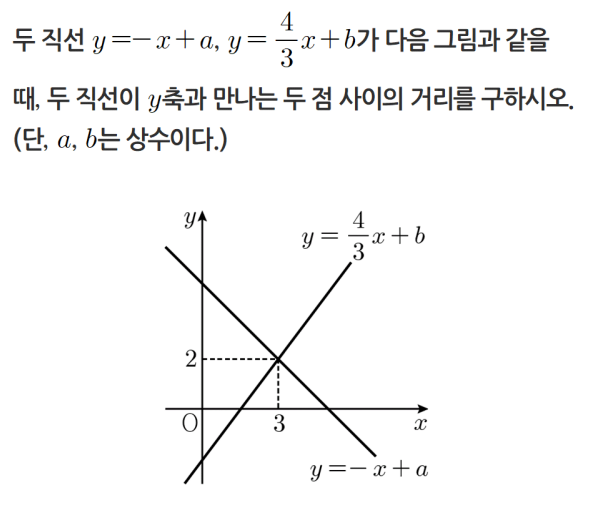 두 직선 y=-x+a, y=4/3x+b가 다음 그림과 같을
때, 두 직선이 y축과 만나는 두 점 사이의 거리를 구하시오.
(단, a, b는 상수이다.)
y
y=4/3x+b
2
O
3
x
y=-x+a